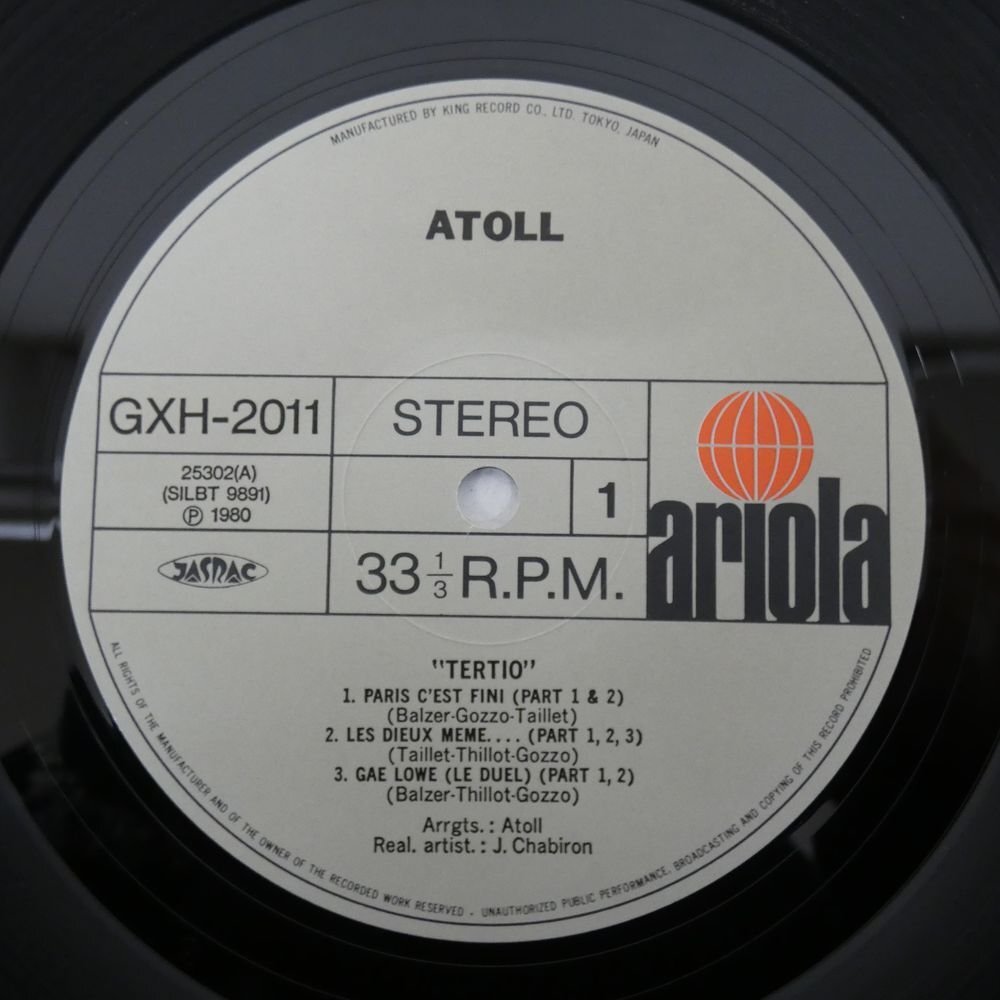 MANUFACTURED BY KING RECORD CO., LTD. TOKYO, JAPAN
ATOLL
GXH-2011
STEREO
25302(A)
(SILBT 9891)
Ⓟ 1980
1
ariola
JASRAC
33 1/3 R.P.M.
"TERTIO"
1. PARIS C'EST FINI (PART 1 & 2)
(Balzer-Gozzo-Taillet)
2. LES DIEUX MEME.... (PART 1, 2, 3)
(Taillet-Thillot-Gozzo)
3. GAE LOWE (LE DUEL) (PART 1, 2)
(Balzer-Thillot-Gozzo)
Arrgts. : Atoll
Real. artist. : J. Chabiron
ALL RIGHTS OF THE MANUFACTURER AND OF THE OWNER OF THE RECORDED WORK RESERVED - UNAUTHORIZED PUBLIC PERFORMANCE, BROADCASTING AND COPYING OF THIS RECORD PROHIBITED